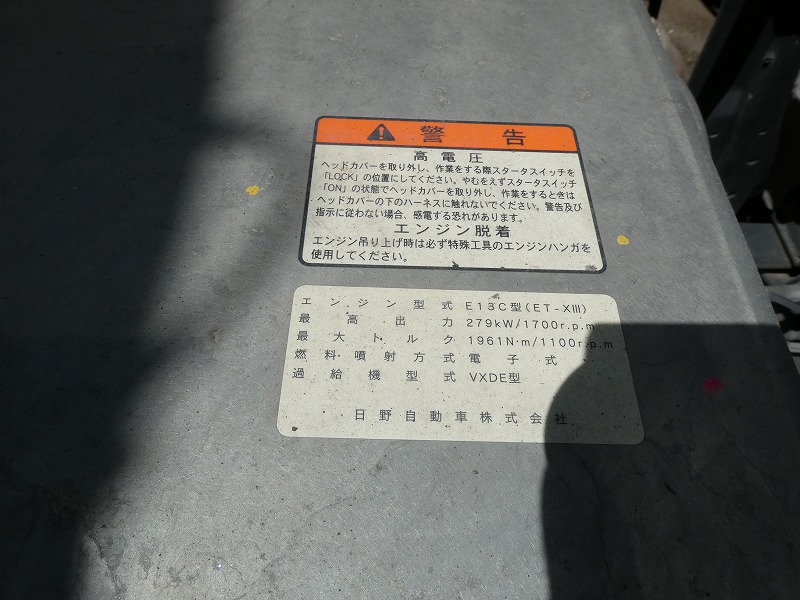 警告
高電圧
ヘッドカバーを取り外し、作業をする際スタータスイッチを
「LOCK」の位置にしてください。やむをえずスタータスイッチ
「ON」の状態でヘッドカバーを取り外し、作業をするときは
ヘッドカバーの下のハーネスに触れないでください。警告及び
指示に従わない場合、感電する恐れがあります。
エンジン脱着
エンジン吊り上げ時は必ず特殊工具のエンジンハンガを
使用してください。
エンジン型式 E13C型(ET-XIII)
最高出力 279kW/1700r.p.m
最大トルク 1961N·m/1100r.p.m
燃料噴射方式 電子式
過給機型式 VXDE型
日野自動車株式会社